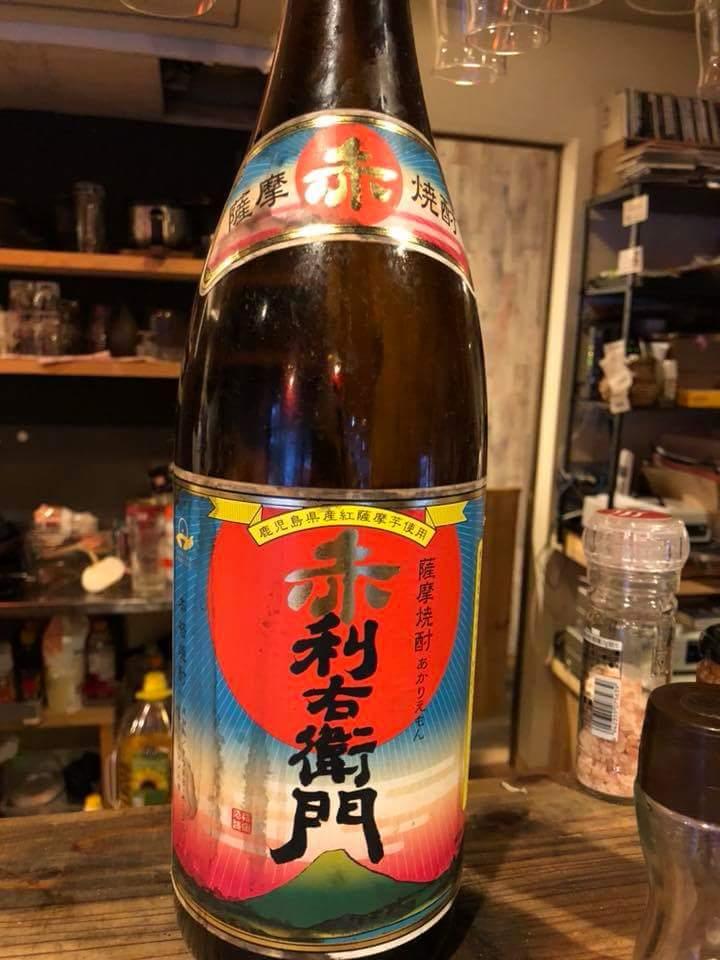 薩摩 赤 焼酎
鹿児島県産紅薩摩芋使用
赤利右衛門
薩摩焼酎 あかりえもん